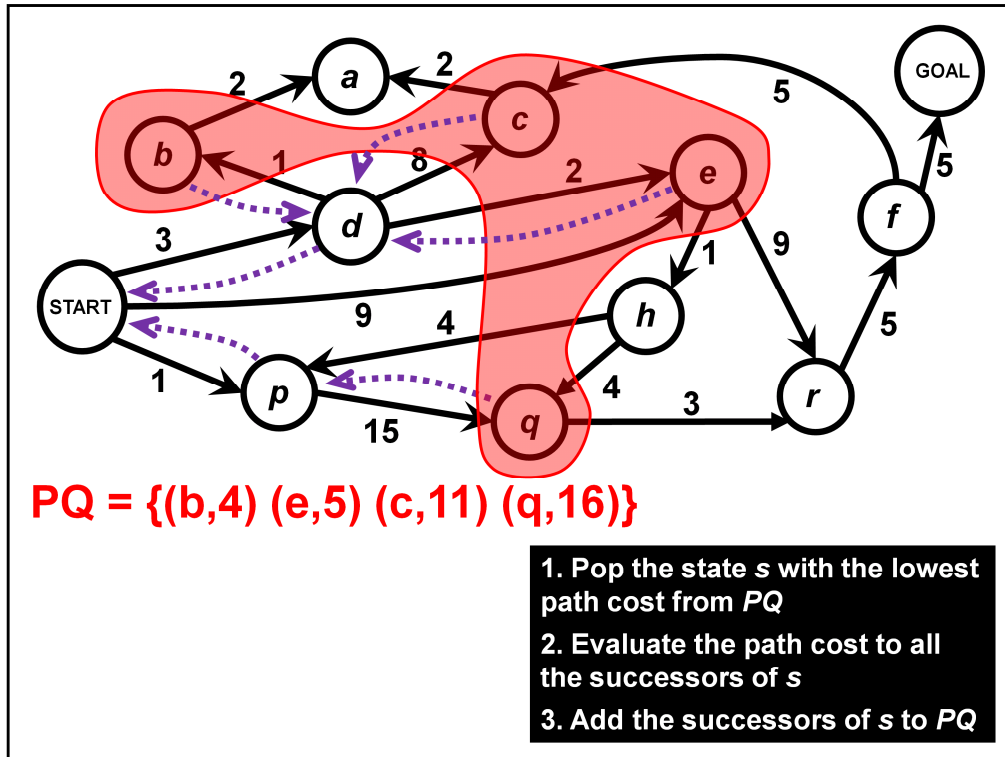 GOAL
a
2
2
5
c
b
1
8
2
e
5
d
f
3
1
9
START
9
4
h
5
1
p
4
r
15
q
3
PQ = {(b,4) (e,5) (c,11) (q,16)}
1. Pop the state s with the lowest
path cost from PQ
2. Evaluate the path cost to all
the successors of s
3. Add the successors of s to PQ